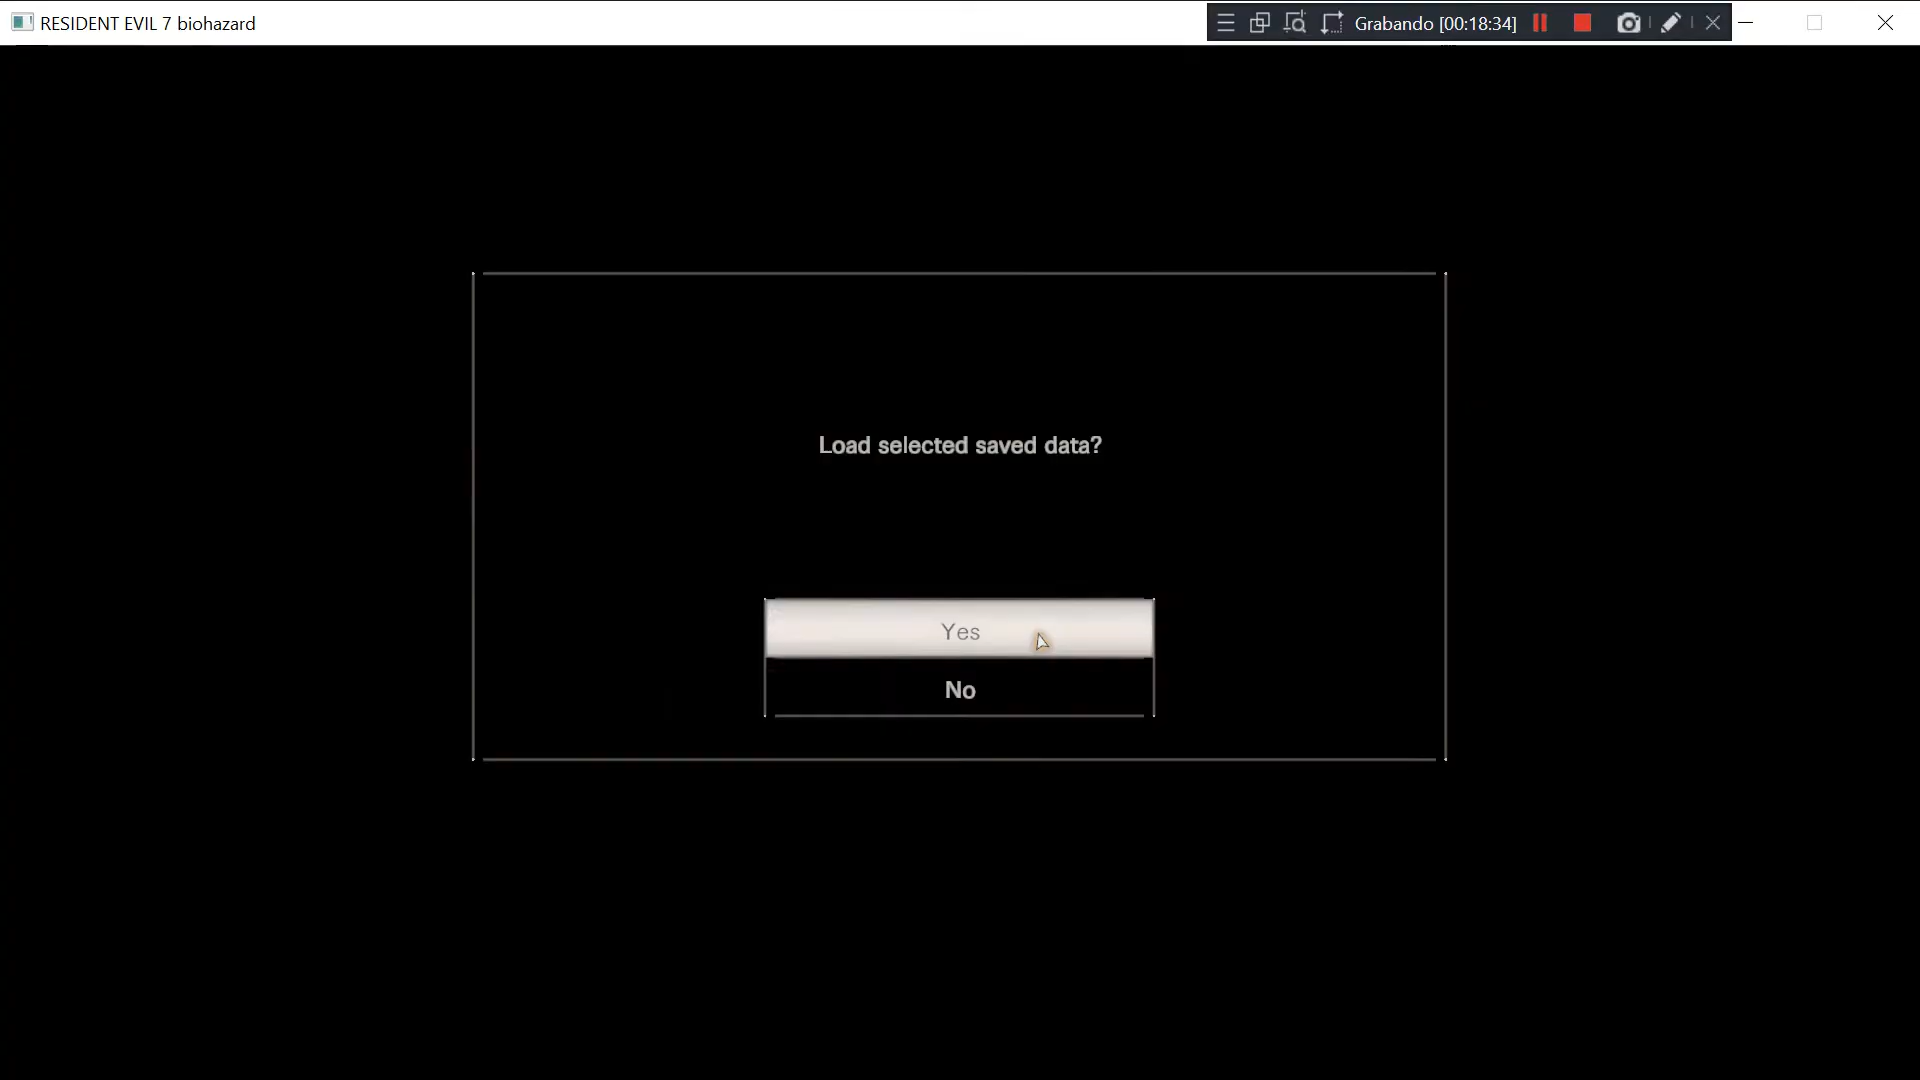 RESIDENT EVIL 7 biohazard
Grabando [00:18:34]
Load selected saved data?
Yes
No